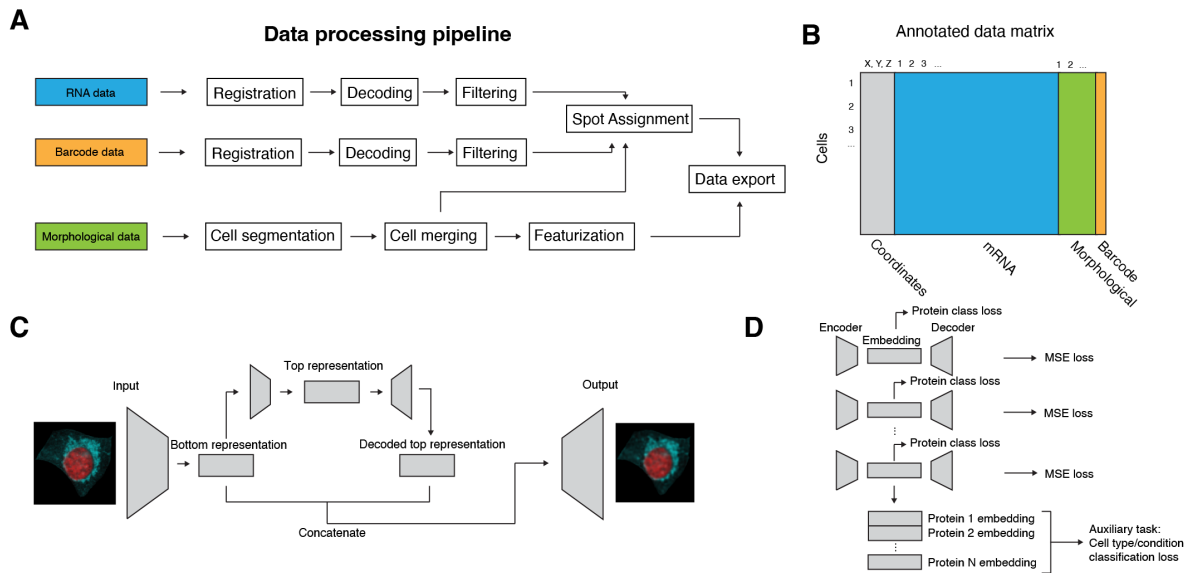 A
Data processing pipeline
RNA data
Registration
Decoding
Filtering
Spot Assignment
Barcode data
Registration
Decoding
Filtering
Data export
Morphological data
Cell segmentation
Cell merging
Featurization
B
Annotated data matrix
X, Y, Z 1 2 3 ... 1 2 ...
1
2
3
...
Cells
Coordinates
mRNA
Morphological
Barcode
C
Input
Top representation
Output
Bottom representation
Decoded top representation
Concatenate
D
Protein class loss
Encoder
Decoder
Embedding
MSE loss
Protein class loss
MSE loss
⋮
Protein class loss
MSE loss
Protein 1 embedding
Protein 2 embedding
⋮
Protein N embedding
Auxiliary task:
Cell type/condition
classification loss